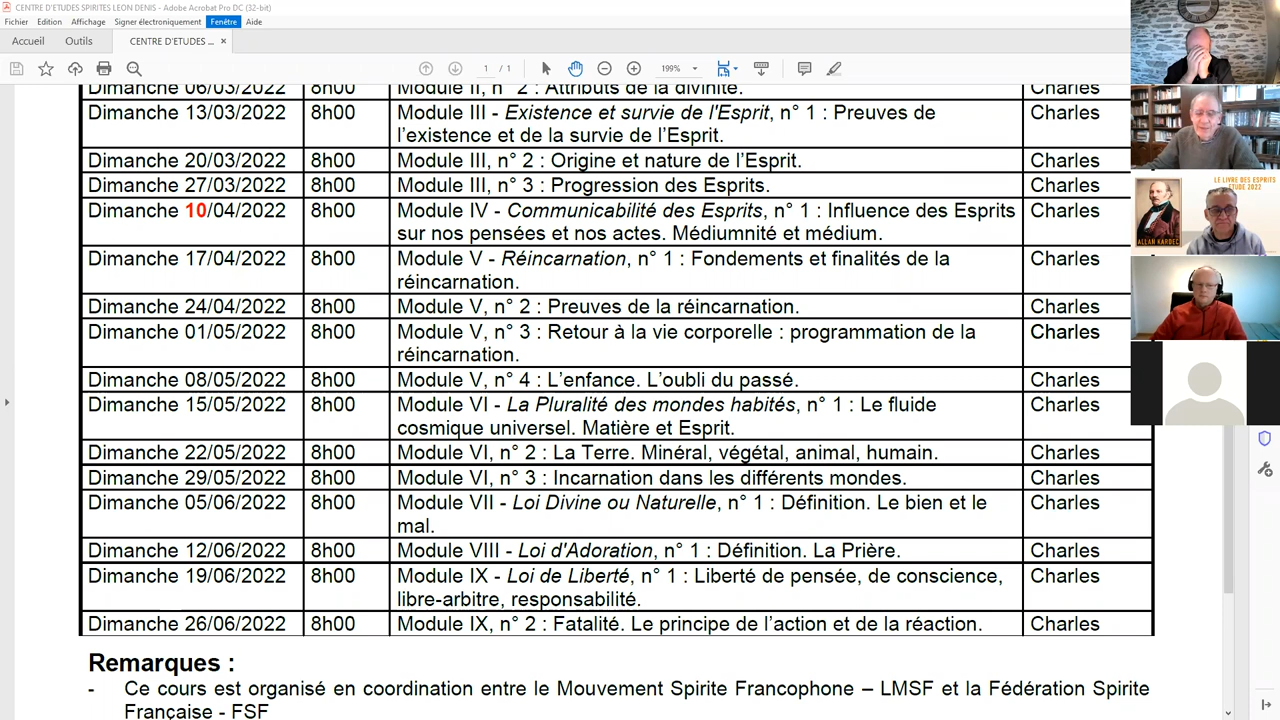 CENTRE D'ETUDES SPIRITES LEON DENIS - Adobe Acrobat Pro DC (32-bit)
Fichier Edition Affichage Signer électroniquement Fenêtre Aide
Accueil Outils CENTRE D'ETUDES ... ×
1 / 1 199%
Dimanche 06/03/2022 8h00 Module II, n° 2 : Attributs de la divinité. Charles
Dimanche 13/03/2022 8h00 Module III - Existence et survie de l'Esprit, n° 1 : Preuves de Charles
l’existence et de la survie de l’Esprit.
Dimanche 20/03/2022 8h00 Module III, n° 2 : Origine et nature de l’Esprit. Charles
Dimanche 27/03/2022 8h00 Module III, n° 3 : Progression des Esprits. Charles
Dimanche 10/04/2022 8h00 Module IV - Communicabilité des Esprits, n° 1 : Influence des Esprits Charles
sur nos pensées et nos actes. Médiumnité et médium.
Dimanche 17/04/2022 8h00 Module V - Réincarnation, n° 1 : Fondements et finalités de la Charles
réincarnation.
Dimanche 24/04/2022 8h00 Module V, n° 2 : Preuves de la réincarnation. Charles
Dimanche 01/05/2022 8h00 Module V, n° 3 : Retour à la vie corporelle : programmation de la Charles
réincarnation.
Dimanche 08/05/2022 8h00 Module V, n° 4 : L’enfance. L’oubli du passé. Charles
Dimanche 15/05/2022 8h00 Module VI - La Pluralité des mondes habités, n° 1 : Le fluide Charles
cosmique universel. Matière et Esprit.
Dimanche 22/05/2022 8h00 Module VI, n° 2 : La Terre. Minéral, végétal, animal, humain. Charles
Dimanche 29/05/2022 8h00 Module VI, n° 3 : Incarnation dans les différents mondes. Charles
Dimanche 05/06/2022 8h00 Module VII - Loi Divine ou Naturelle, n° 1 : Définition. Le bien et le Charles
mal.
Dimanche 12/06/2022 8h00 Module VIII - Loi d'Adoration, n° 1 : Définition. La Prière. Charles
Dimanche 19/06/2022 8h00 Module IX - Loi de Liberté, n° 1 : Liberté de pensée, de conscience, Charles
libre-arbitre, responsabilité.
Dimanche 26/06/2022 8h00 Module IX, n° 2 : Fatalité. Le principe de l’action et de la réaction. Charles
Remarques :
- Ce cours est organisé en coordination entre le Mouvement Spirite Francophone – LMSF et la Fédération Spirite
Française - FSF
LE LIVRE DES ESPRITS
ETUDE 2022
ALLAN KARDEC